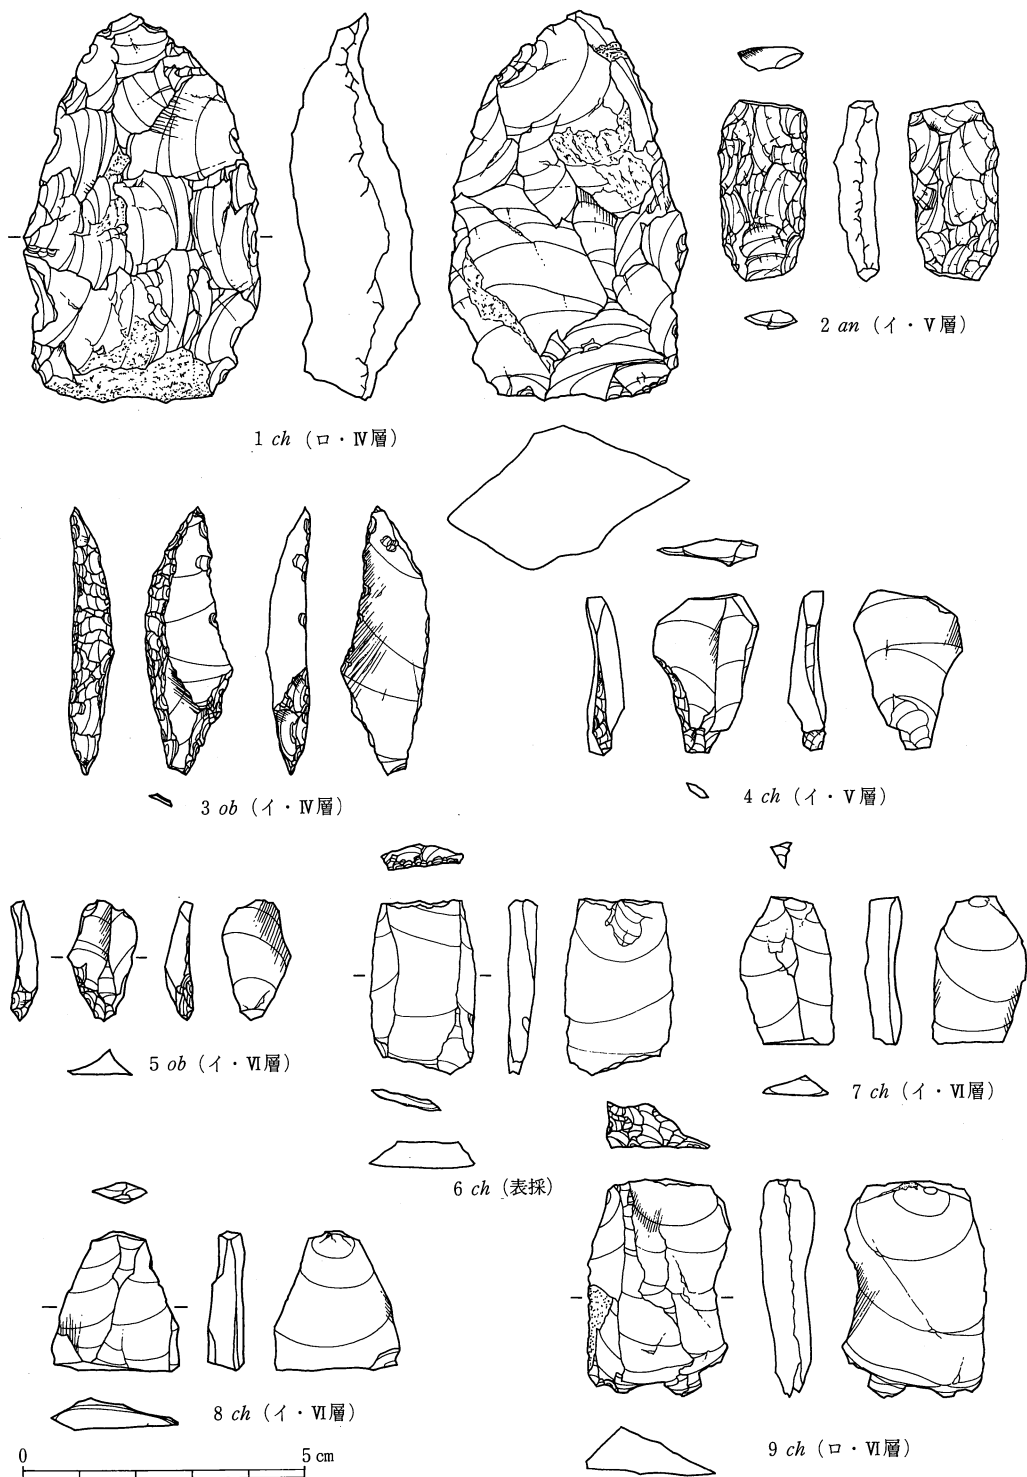 2 an (イ・Ⅴ層)
1 ch (ロ・Ⅳ層)
3 ob (イ・Ⅳ層)
4 ch (イ・Ⅴ層)
5 ob (イ・Ⅵ層)
7 ch (イ・Ⅵ層)
6 ch (表採)
8 ch (イ・Ⅵ層)
9 ch (ロ・Ⅵ層)
0 5 cm